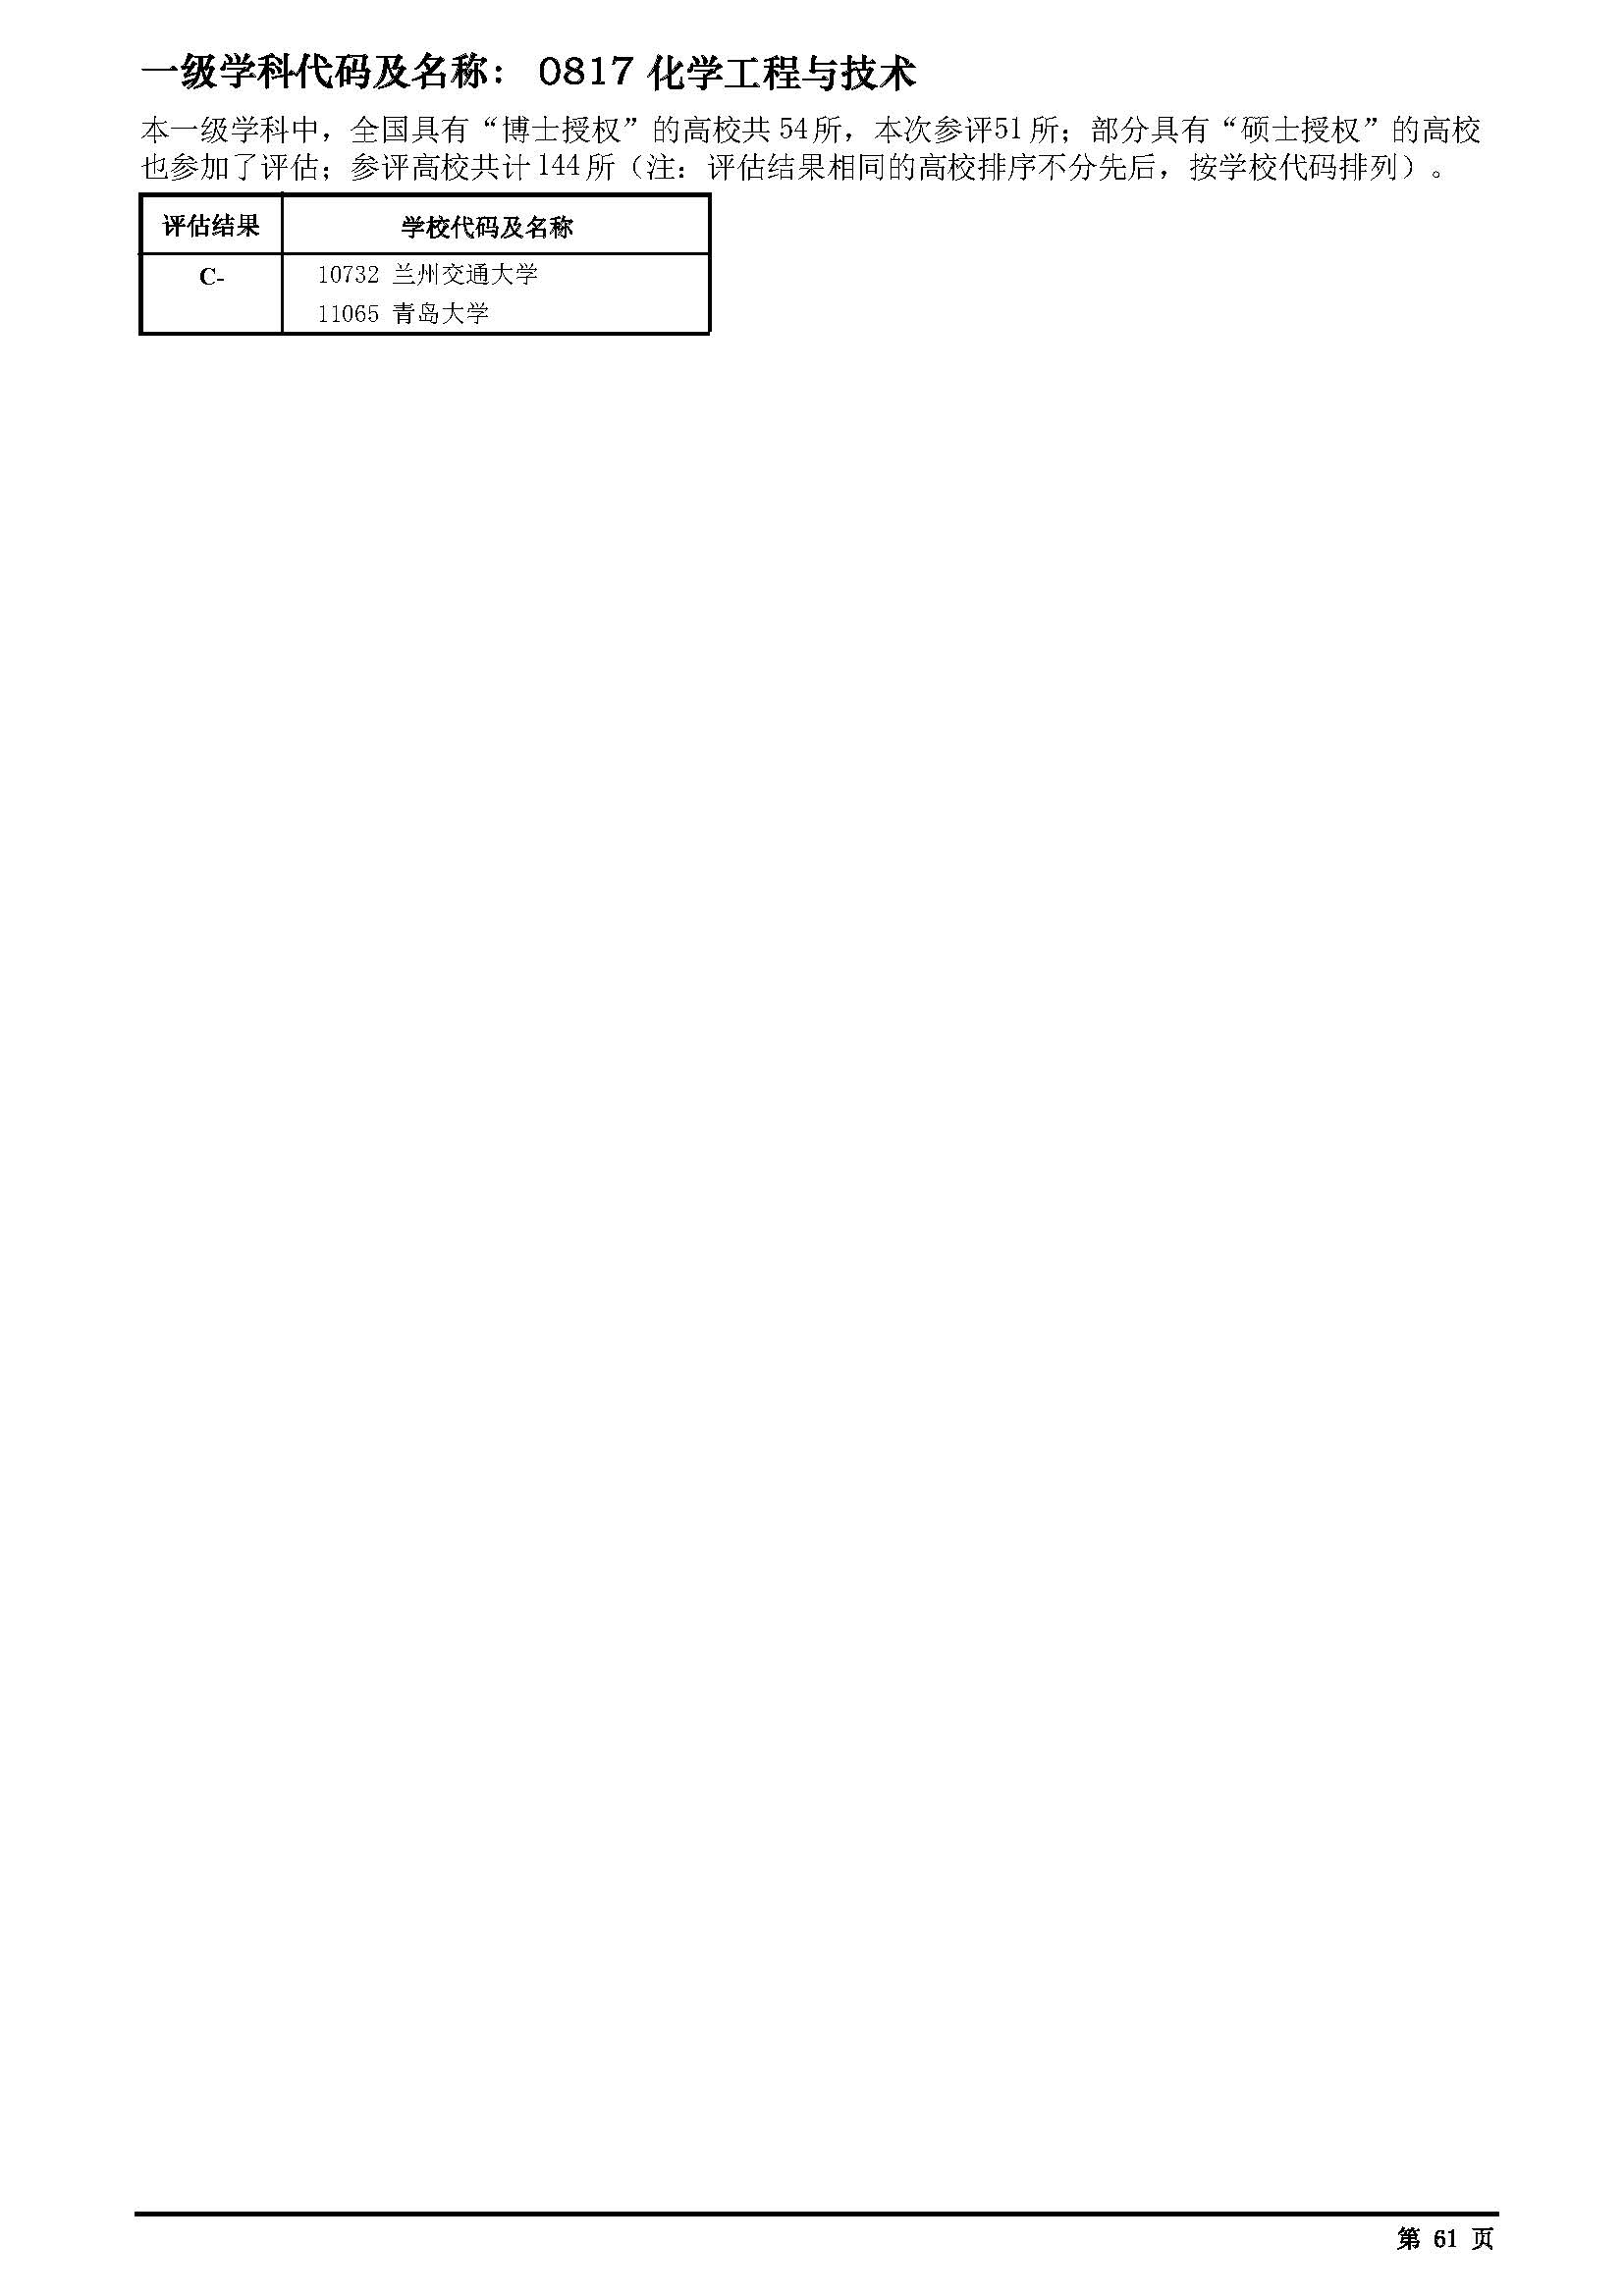 一级学科代码及名称： 0817 化学工程与技术
本一级学科中，全国具有“博士授权”的高校共 54 所，本次参评51 所；部分具有“硕士授权”的高校
也参加了评估；参评高校共计 144 所（注：评估结果相同的高校排序不分先后，按学校代码排列）。
评估结果 学校代码及名称
C- 10732 兰州交通大学
11065 青岛大学
第 61 页